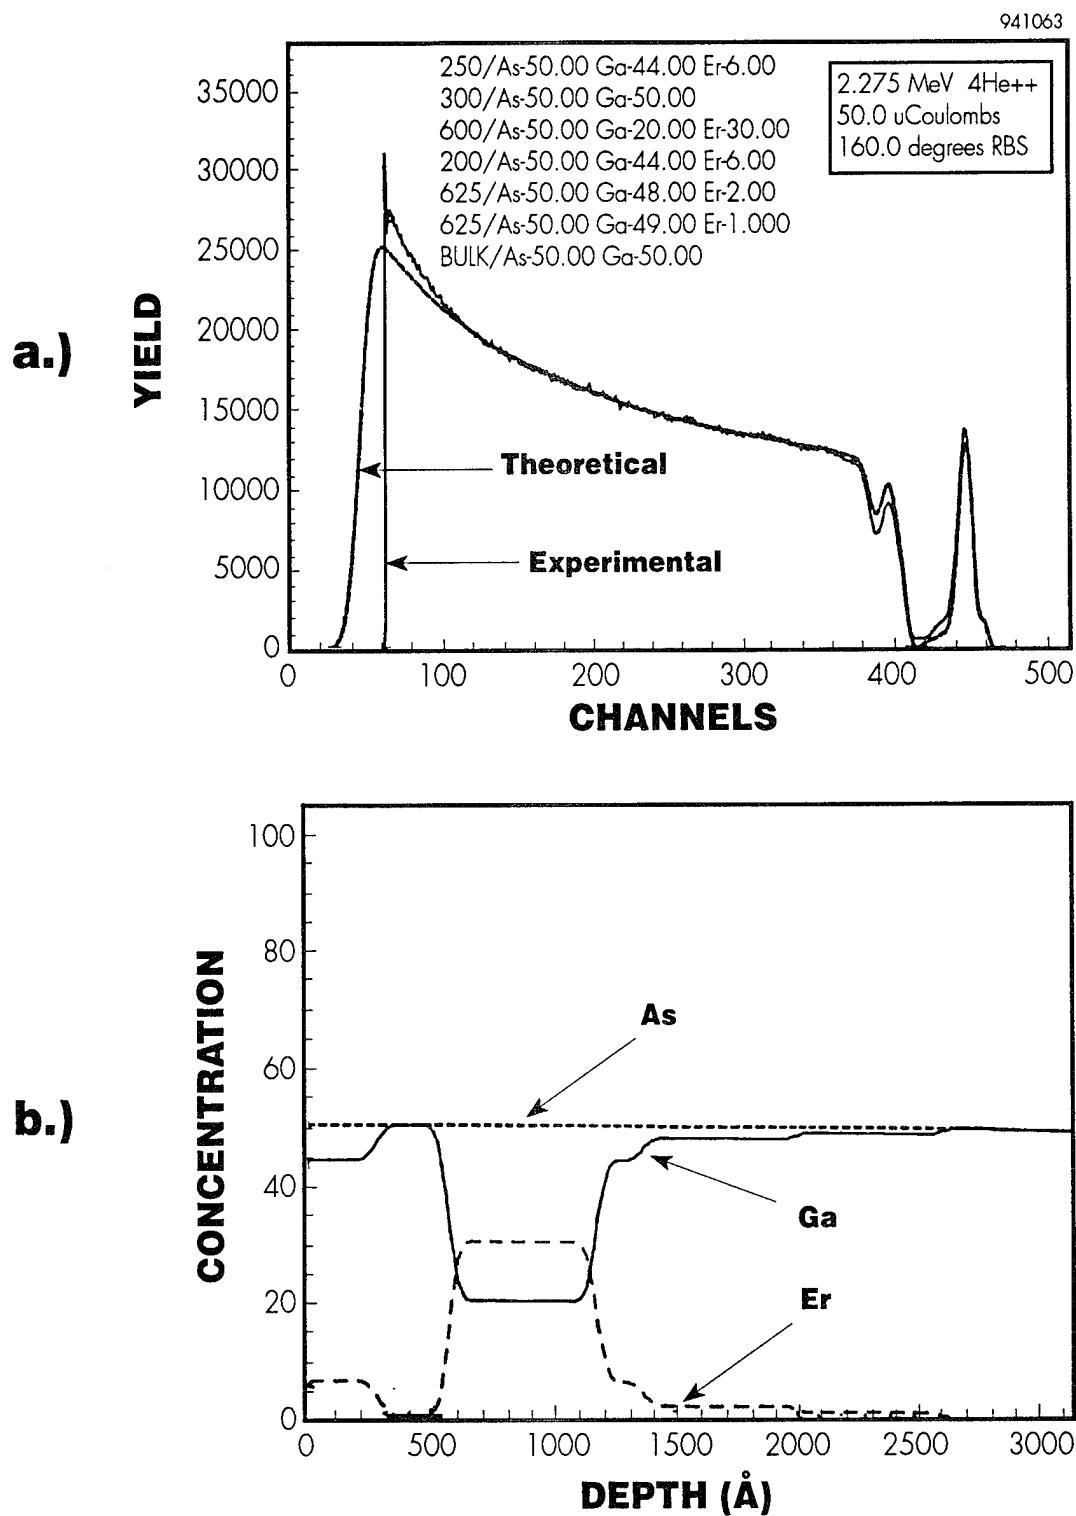 941063
250/As-50.00 Ga-44.00 Er-6.00
300/As-50.00 Ga-50.00
600/As-50.00 Ga-20.00 Er-30.00
200/As-50.00 Ga-44.00 Er-6.00
625/As-50.00 Ga-48.00 Er-2.00
625/As-50.00 Ga-49.00 Er-1.000
BULK/As-50.00 Ga-50.00
2.275 MeV 4He++
50.0 uCoulombs
160.0 degrees RBS
a.)
YIELD
35000
30000
25000
20000
15000
10000
5000
0
Theoretical
Experimental
0 100 200 300 400 500
CHANNELS
b.)
CONCENTRATION
100
80
60
40
20
0
As
Ga
Er
0 500 1000 1500 2000 2500 3000
DEPTH (Å)